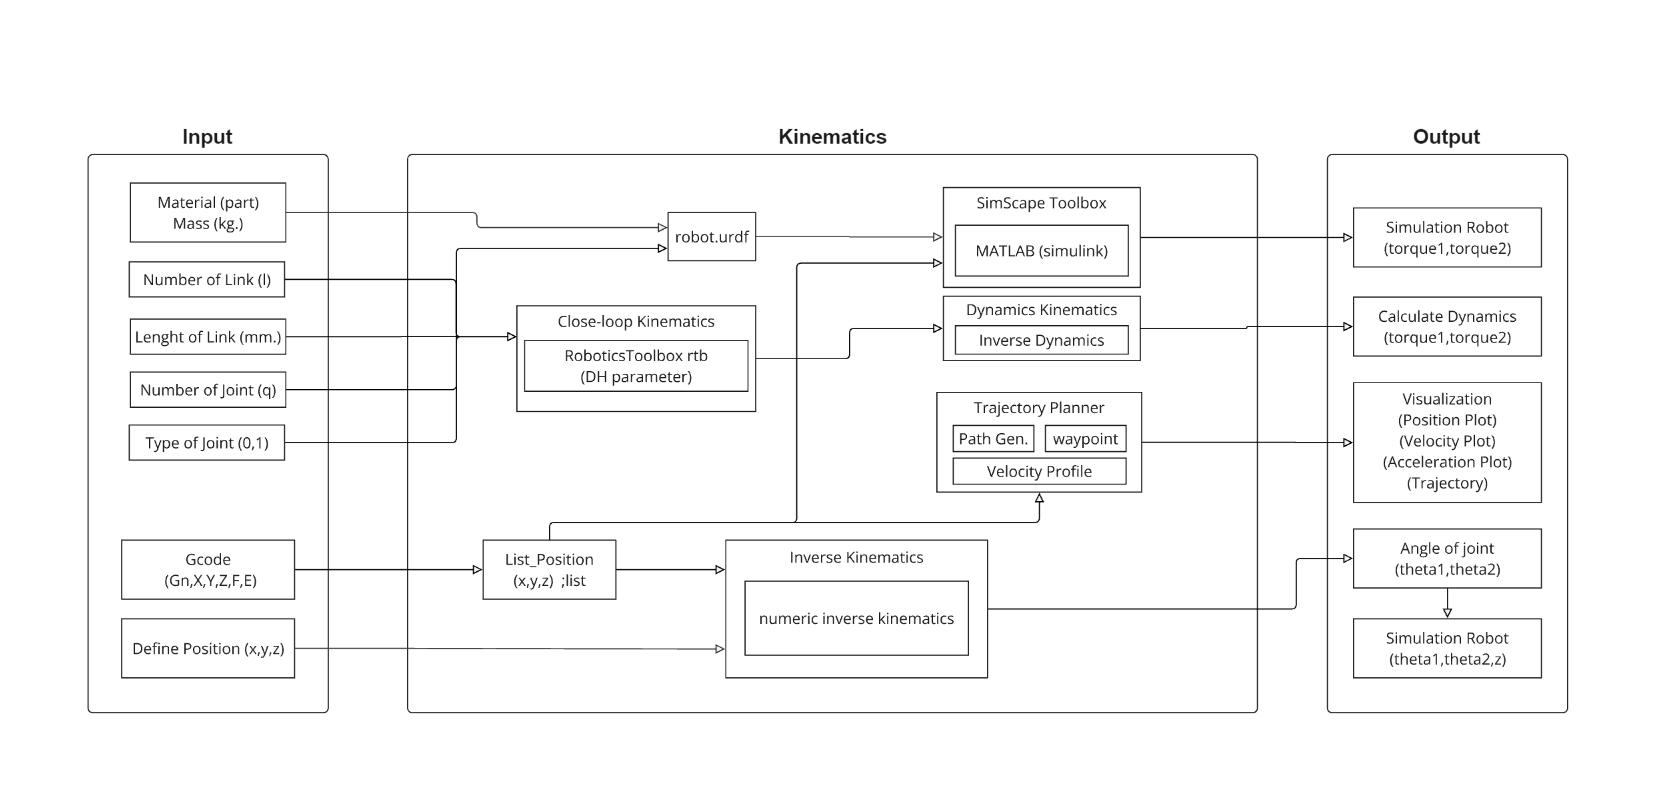 Input
Material (part)
Mass (kg.)
Number of Link (l)
Lenght of Link (mm.)
Number of Joint (q)
Type of Joint (0,1)
Gcode
(Gn,X,Y,Z,F,E)
Define Position (x,y,z)
Kinematics
robot.urdf
Close-loop Kinematics
RoboticsToolbox rtb
(DH parameter)
List_Position
(x,y,z)  ;list
SimScape Toolbox
MATLAB (simulink)
Dynamics Kinematics
Inverse Dynamics
Trajectory Planner
Path Gen.
waypoint
Velocity Profile
Inverse Kinematics
numeric inverse kinematics
Output
Simulation Robot
(torque1,torque2)
Calculate Dynamics
(torque1,torque2)
Visualization
(Position Plot)
(Velocity Plot)
(Acceleration Plot)
(Trajectory)
Angle of joint
(theta1,theta2)
Simulation Robot
(theta1,theta2,z)